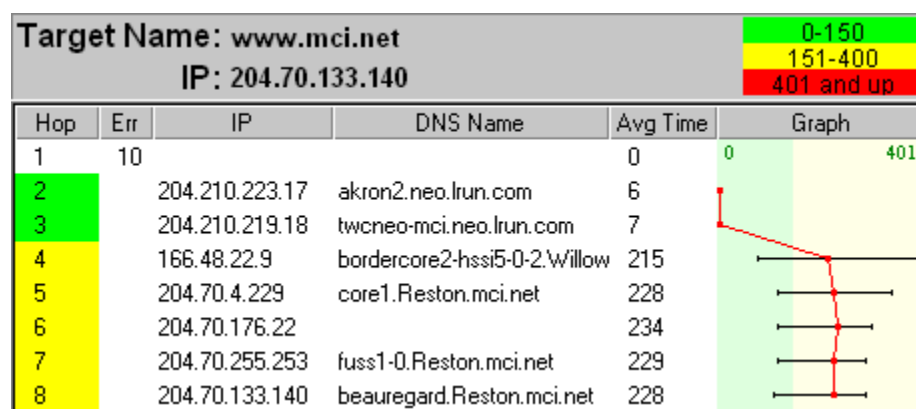 Target Name: www.mci.net
IP: 204.70.133.140
0-150
151-400
401 and up
Hop Err IP DNS Name Avg Time Graph
1 10 0 0 401
2 204.210.223.17 akron2.neo.lrun.com 6
3 204.210.219.18 twcneo-mci.neo.lrun.com 7
4 166.48.22.9 bordercore2-hssi5-0-2.Willow 215
5 204.70.4.229 core1.Reston.mci.net 228
6 204.70.176.22 234
7 204.70.255.253 fuss1-0.Reston.mci.net 229
8 204.70.133.140 beauregard.Reston.mci.net 228